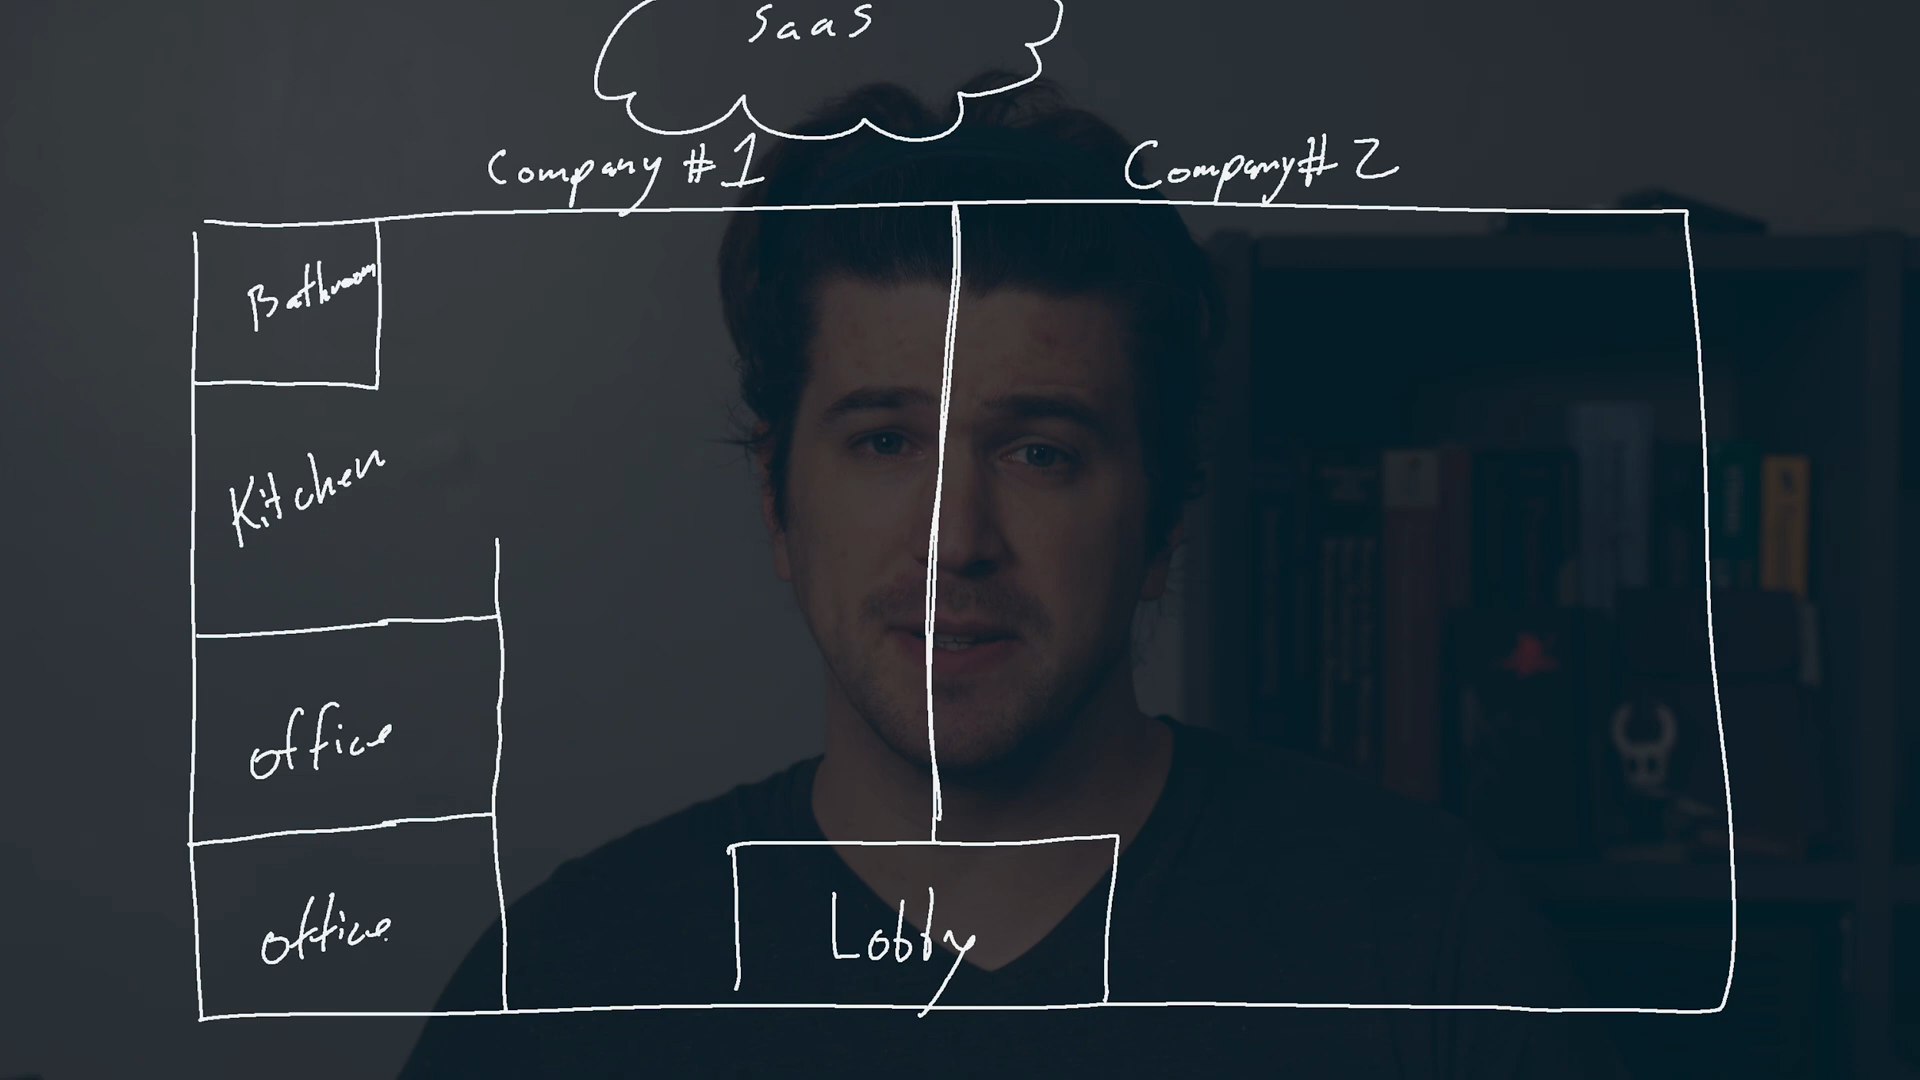 SaaS
Company #1
Company# 2
Bathroom
Kitchen
office
office
Lobby